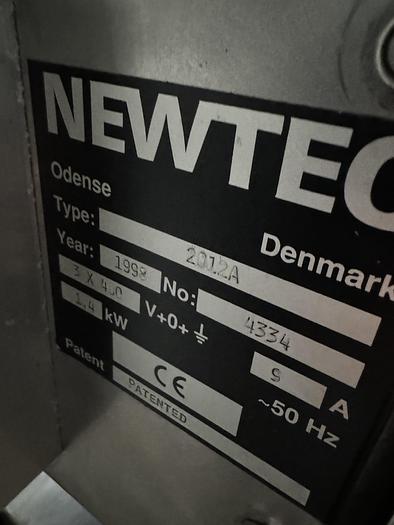 NEWTEC
Odense Denmark
Type: 2012A
Year: 1998 No: 4334
3 X 400 V+0+⏚ 9 A
1.4 kW ~50 Hz
Patent CE
PATENTED